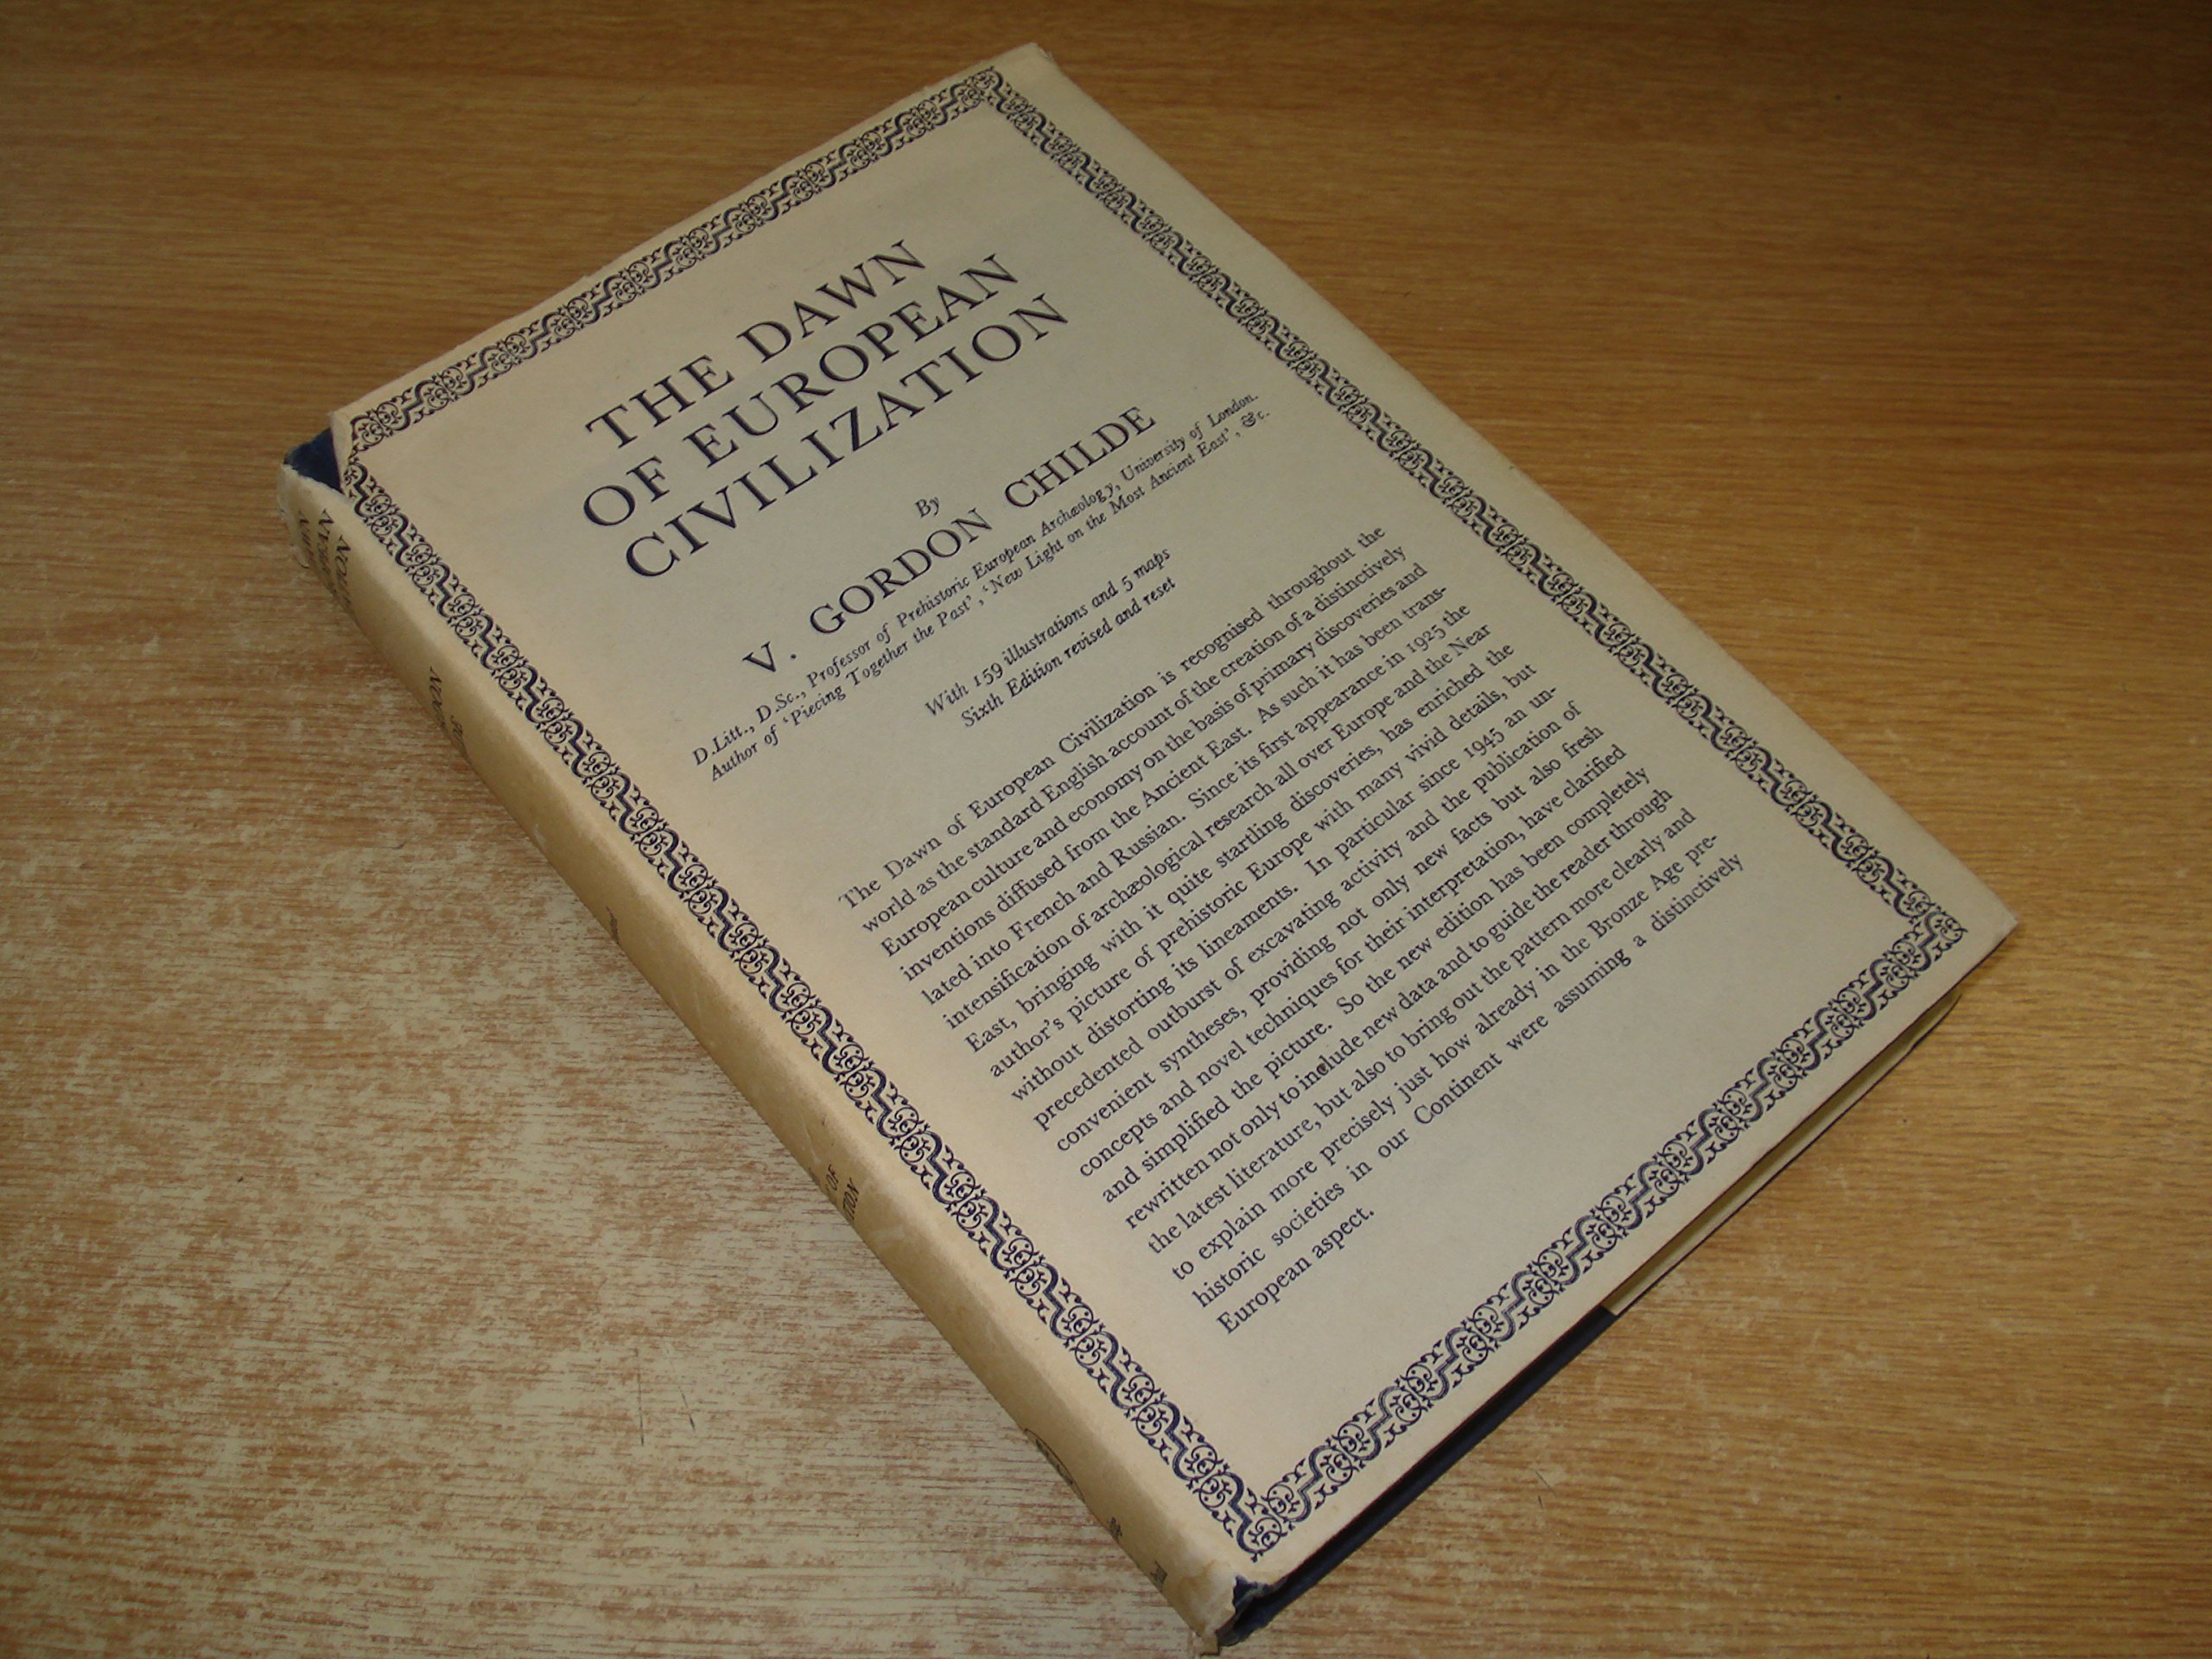 THE DAWN
OF EUROPEAN
CIVILIZATION
By
V. GORDON CHILDE
D.Litt., D.Sc., Professor of Prehistoric European Archæology, University of London.
Author of 'Piecing Together the Past', 'New Light on the Most Ancient East', &c.
With 159 illustrations and 5 maps
Sixth Edition revised and reset
The Dawn of European Civilization is recognised throughout the
world as the standard English account of the creation of a distinctively
European culture and economy on the basis of primary discoveries and
inventions diffused from the Ancient East. As such it has been trans-
lated into French and Russian. Since its first appearance in 1925 the
intensification of archæological research all over Europe and the Near
East, bringing with it quite startling discoveries, has enriched the
author's picture of prehistoric Europe with many vivid details, but
without distorting its lineaments. In particular since 1945 an un-
precedented outburst of excavating activity and the publication of
convenient syntheses, providing not only new facts but also fresh
concepts and novel techniques for their interpretation, have clarified
and simplified the picture. So the new edition has been completely
rewritten not only to include new data and to guide the reader through
the latest literature, but also to bring out the pattern more clearly and
to explain more precisely just how already in the Bronze Age pre-
historic societies in our Continent were assuming a distinctively
European aspect.
OF